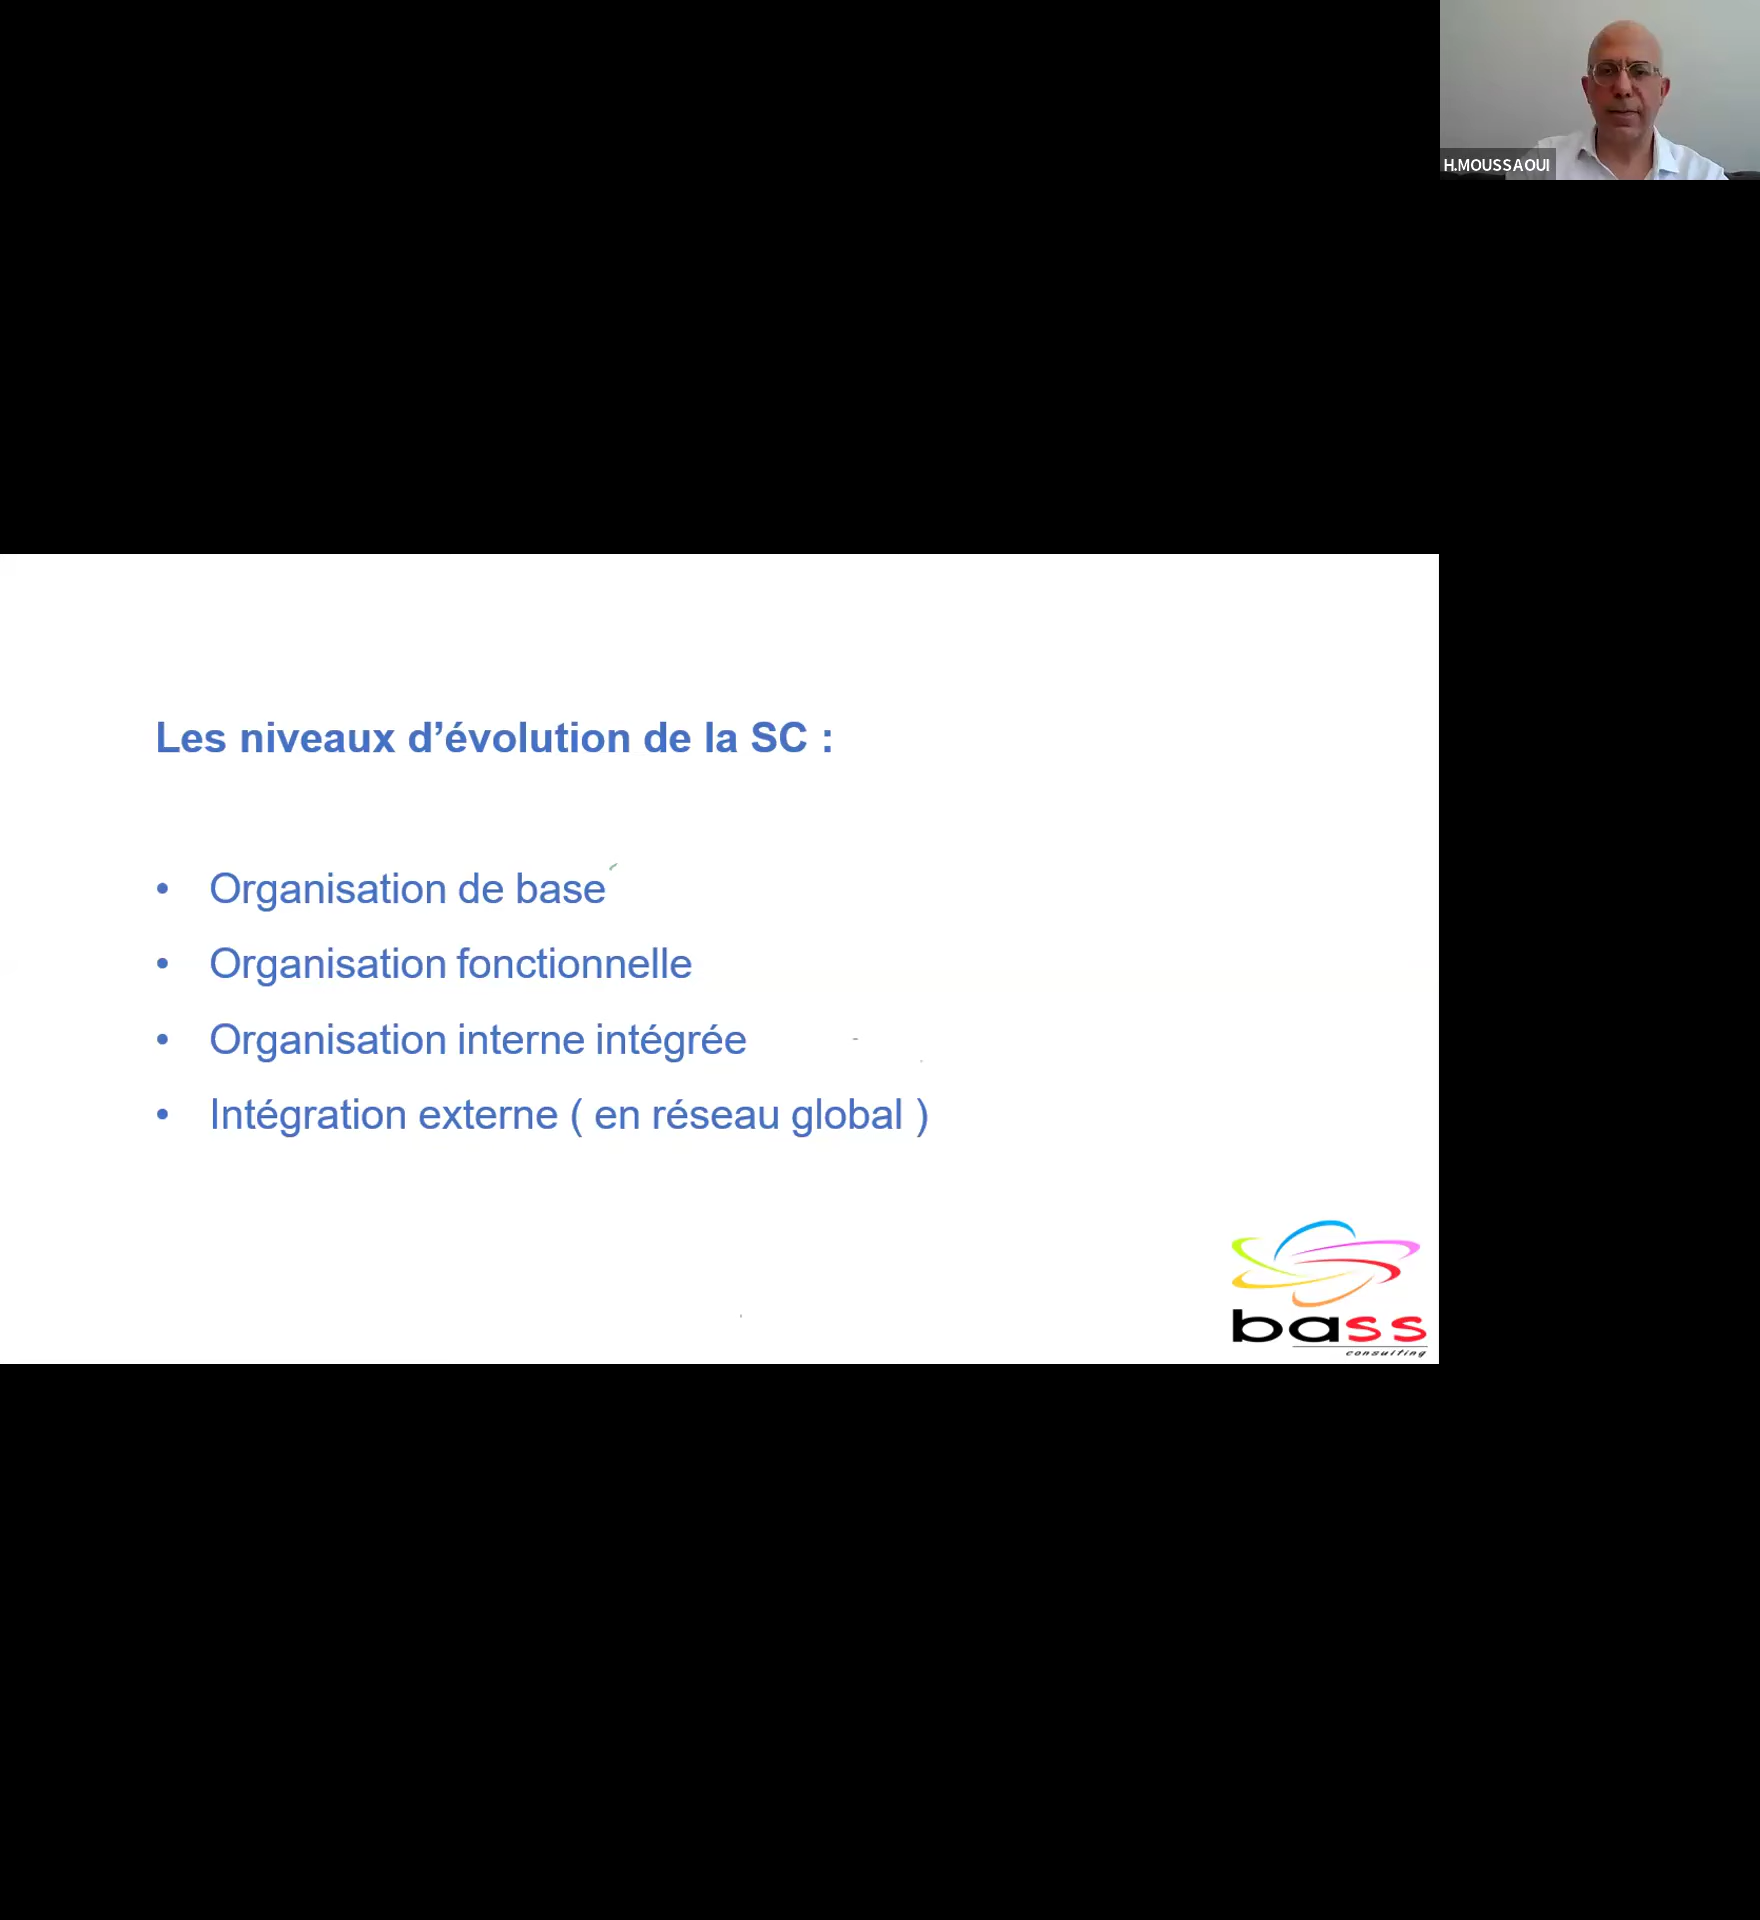 H.MOUSSAOUI
Les niveaux d’évolution de la SC :
• Organisation de base
• Organisation fonctionnelle
• Organisation interne intégrée
• Intégration externe ( en réseau global )
bass
consulting